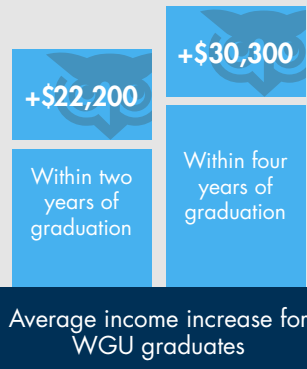 +$22,200
Within two
years of
graduation
+$30,300
Within four
years of
graduation
Average income increase for
WGU graduates